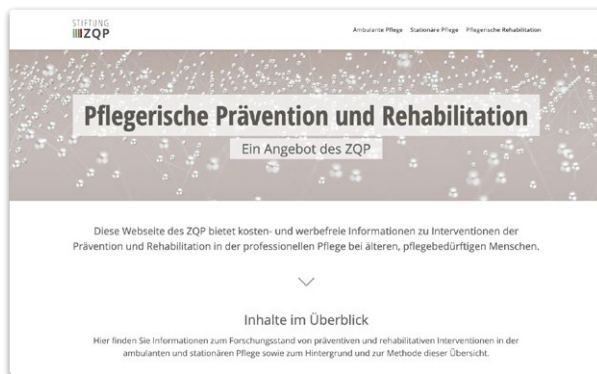 STIFTUNG
ZQP
Ambulante Pflege Stationäre Pflege Pflegerische Rehabilitation
Pflegerische Prävention und Rehabilitation
Ein Angebot des ZQP
Diese Webseite des ZQP bietet kosten- und werbefreie Informationen zu Interventionen der
Prävention und Rehabilitation in der professionellen Pflege bei älteren, pflegebedürftigen Menschen.
Inhalte im Überblick
Hier finden Sie Informationen zum Forschungsstand von präventiven und rehabilitativen Interventionen in der
ambulanten und stationären Pflege sowie zum Hintergrund und zur Methode dieser Übersicht.